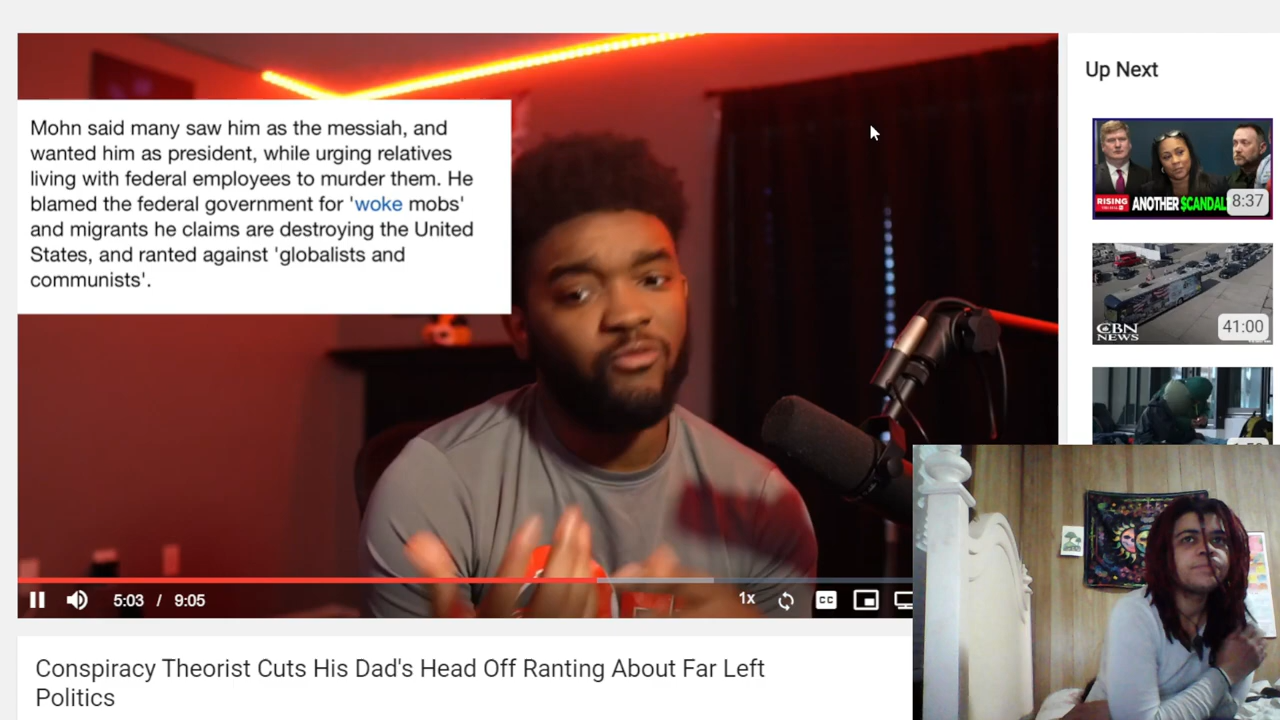 Up Next
Mohn said many saw him as the messiah, and
wanted him as president, while urging relatives
living with federal employees to murder them. He
blamed the federal government for 'woke mobs'
and migrants he claims are destroying the United
States, and ranted against 'globalists and
communists'.
RISING
ANOTHER $CANDAL
8:37
CBN
NEWS
41:00
5:03 / 9:05
1x
CC
Conspiracy Theorist Cuts His Dad's Head Off Ranting About Far Left
Politics